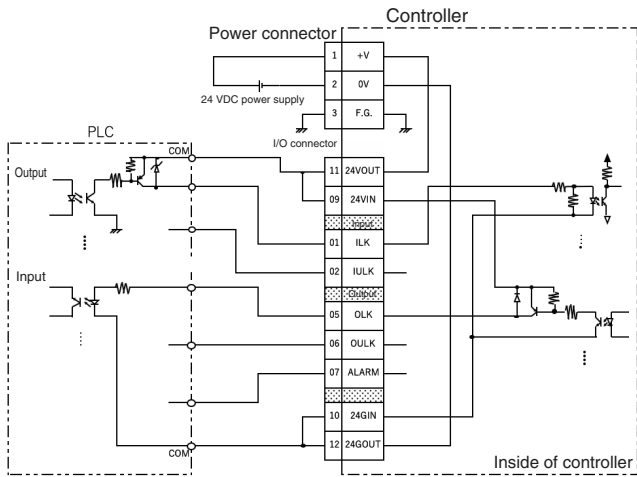 Controller
Power connector
1 +V
2 0V
24 VDC power supply
3 F.G.
I/O connector
PLC
COM
Output
11 24VOUT
09 24VIN
Input
01 ILK
02 IULK
Input
Output
05 OLK
06 OULK
07 ALARM
10 24GIN
12 24GOUT
COM
Inside of controller